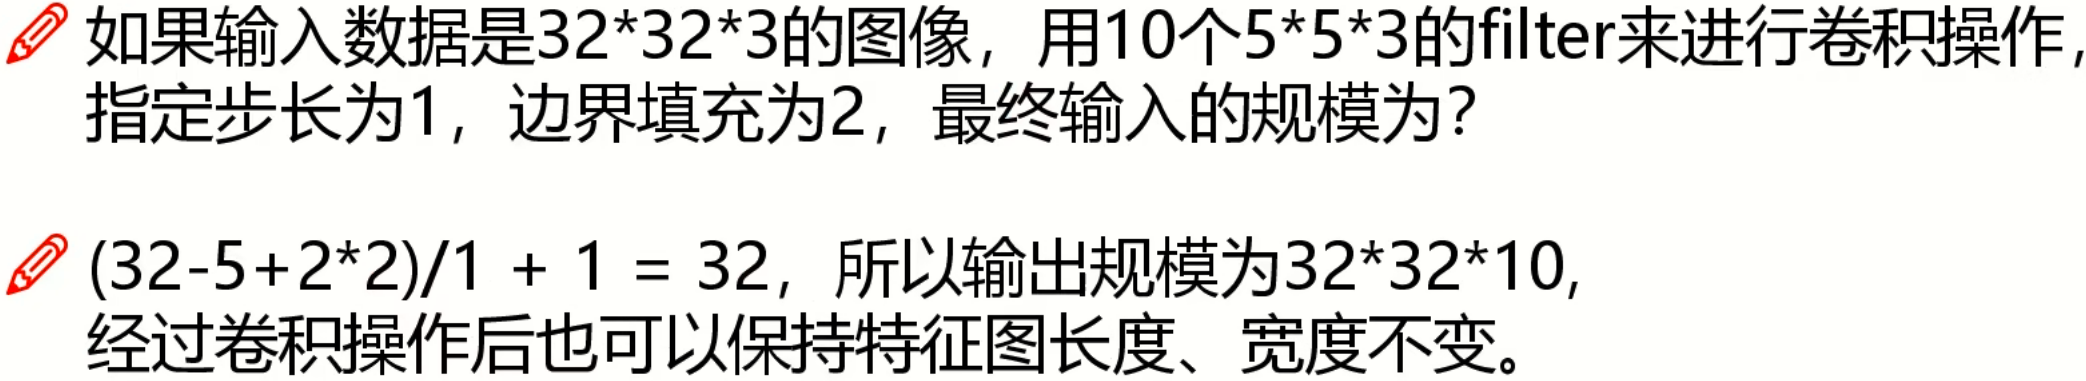 如果输入数据是32*32*3的图像，用10个5*5*3的filter来进行卷积操作，
指定步长为1，边界填充为2，最终输入的规模为？
(32-5+2*2)/1 + 1 = 32，所以输出规模为32*32*10,
经过卷积操作后也可以保持特征图长度、宽度不变。